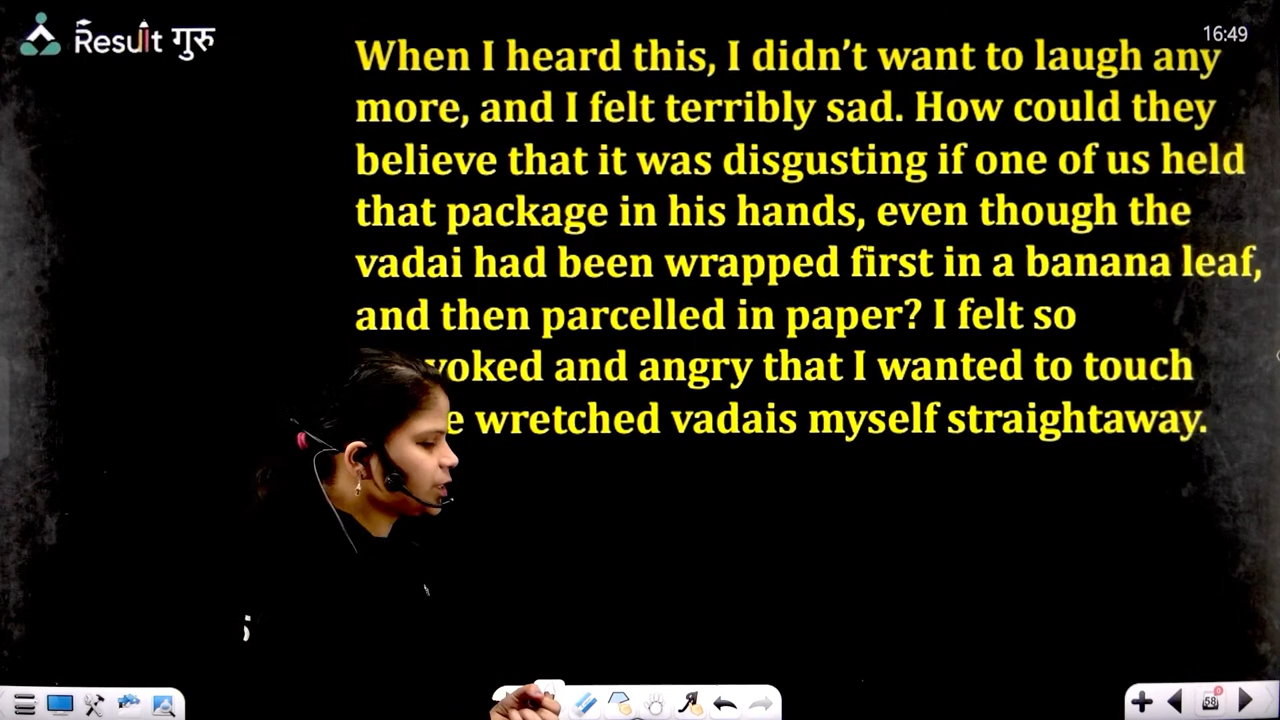 Result गुरु
16:49
When I heard this, I didn't want to laugh any
more, and I felt terribly sad. How could they
believe that it was disgusting if one of us held
that package in his hands, even though the
vadai had been wrapped first in a banana leaf,
and then parcelled in paper? I felt so
and angry that I wanted to touch
wretched vadais myself straightaway.
58